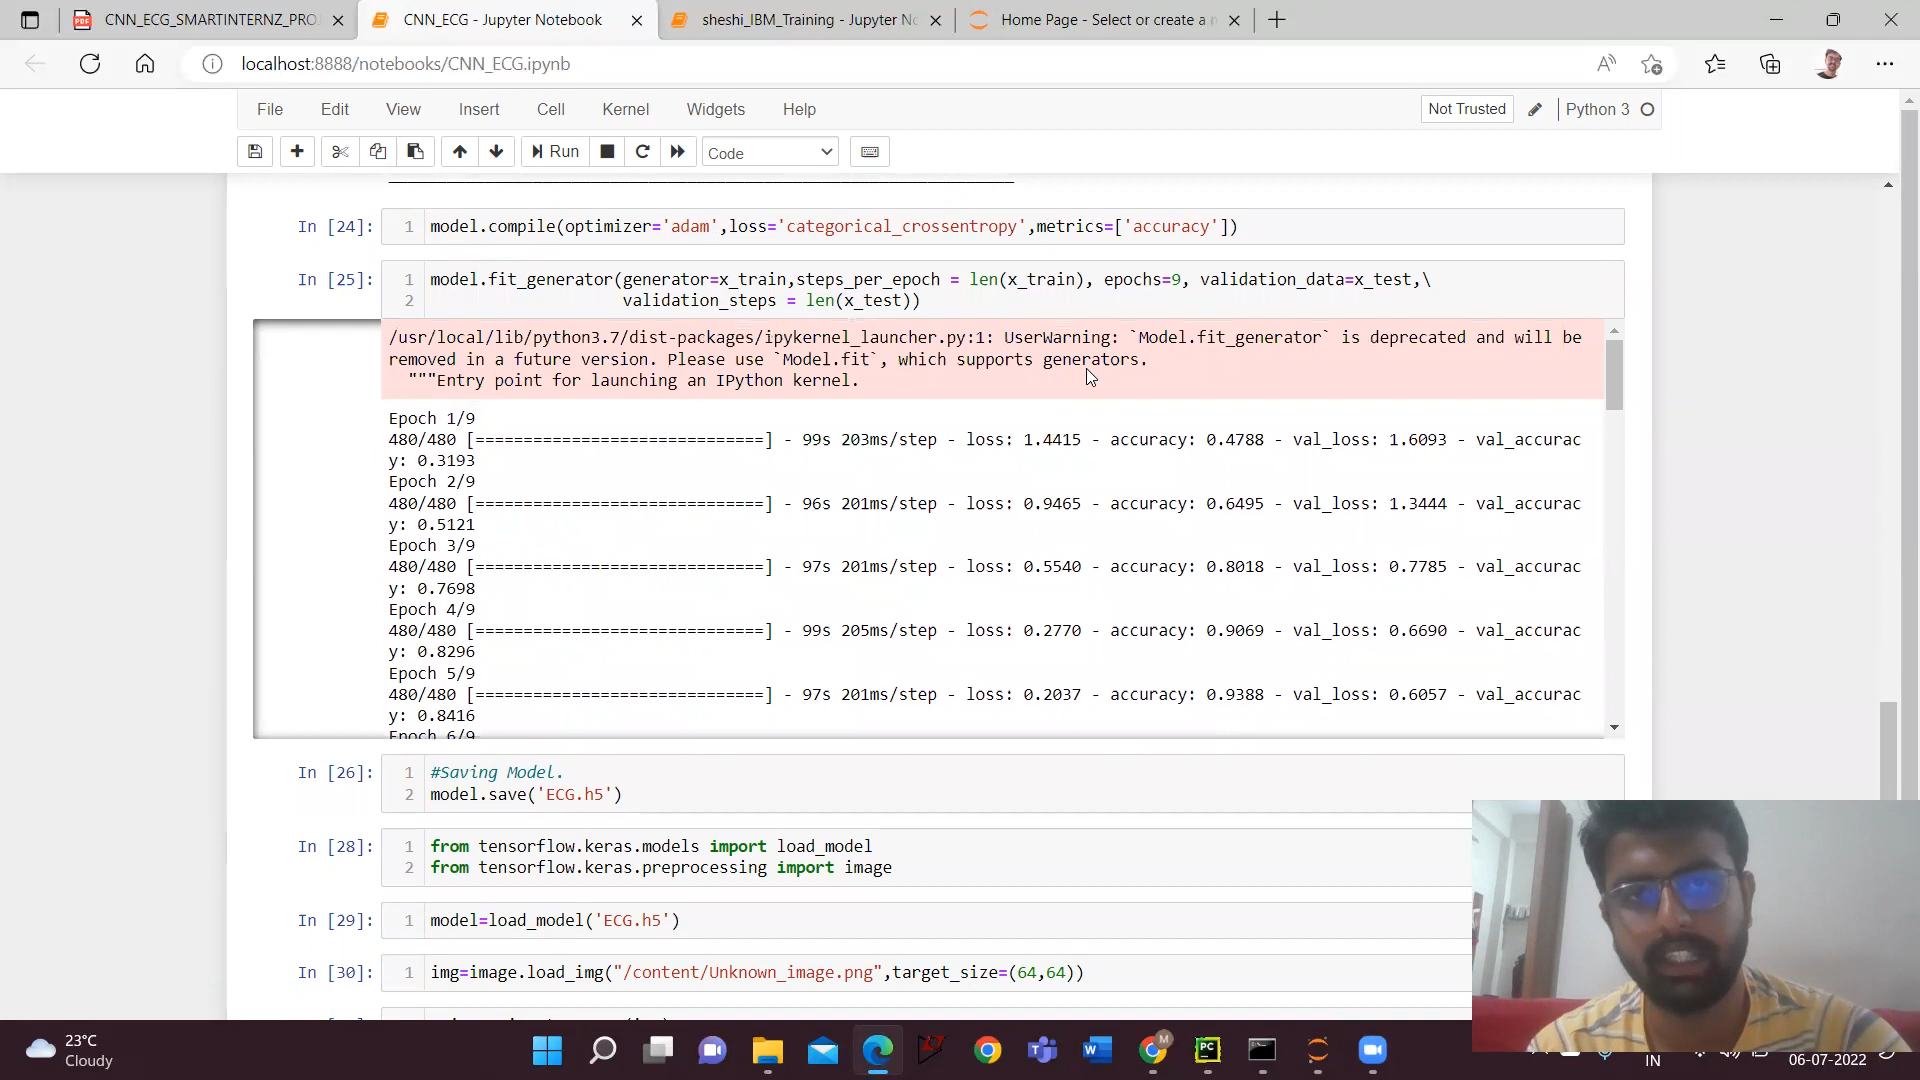 CNN_ECG_SMARTINTERNZ_PRO
CNN_ECG - Jupyter Notebook
sheshi_IBM_Training - Jupyter No
Home Page - Select or create a n
localhost:8888/notebooks/CNN_ECG.ipynb
File Edit View Insert Cell Kernel Widgets Help
Not Trusted
Python 3
Run
Code
In [24]: 1 model.compile(optimizer='adam',loss='categorical_crossentropy',metrics=['accuracy'])
In [25]: 1 model.fit_generator(generator=x_train,steps_per_epoch = len(x_train), epochs=9, validation_data=x_test,\
2 validation_steps = len(x_test))
/usr/local/lib/python3.7/dist-packages/ipykernel_launcher.py:1: UserWarning: `Model.fit_generator` is deprecated and will be
removed in a future version. Please use `Model.fit`, which supports generators.
"""Entry point for launching an IPython kernel.
Epoch 1/9
480/480 [==============================] - 99s 203ms/step - loss: 1.4415 - accuracy: 0.4788 - val_loss: 1.6093 - val_accurac
y: 0.3193
Epoch 2/9
480/480 [==============================] - 96s 201ms/step - loss: 0.9465 - accuracy: 0.6495 - val_loss: 1.3444 - val_accurac
y: 0.5121
Epoch 3/9
480/480 [==============================] - 97s 201ms/step - loss: 0.5540 - accuracy: 0.8018 - val_loss: 0.7785 - val_accurac
y: 0.7698
Epoch 4/9
480/480 [==============================] - 99s 205ms/step - loss: 0.2770 - accuracy: 0.9069 - val_loss: 0.6690 - val_accurac
y: 0.8296
Epoch 5/9
480/480 [==============================] - 97s 201ms/step - loss: 0.2037 - accuracy: 0.9388 - val_loss: 0.6057 - val_accurac
y: 0.8416
Epoch 6/9
In [26]: 1 #Saving Model.
2 model.save('ECG.h5')
In [28]: 1 from tensorflow.keras.models import load_model
2 from tensorflow.keras.preprocessing import image
In [29]: 1 model=load_model('ECG.h5')
In [30]: 1 img=image.load_img("/content/Unknown_image.png",target_size=(64,64))
23°C
Cloudy
IN
06-07-2022